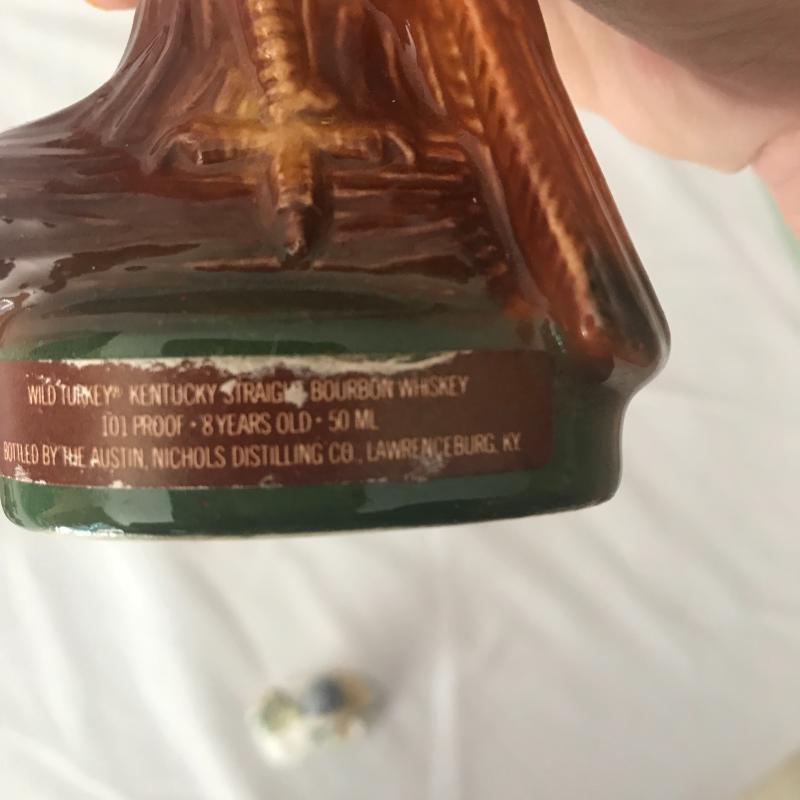 WILD TURKEY® KENTUCKY STRAIGHT BOURBON WHISKEY
101 PROOF • 8 YEARS OLD • 50 ML
BOTTLED BY THE AUSTIN, NICHOLS DISTILLING CO., LAWRENCEBURG, KY.